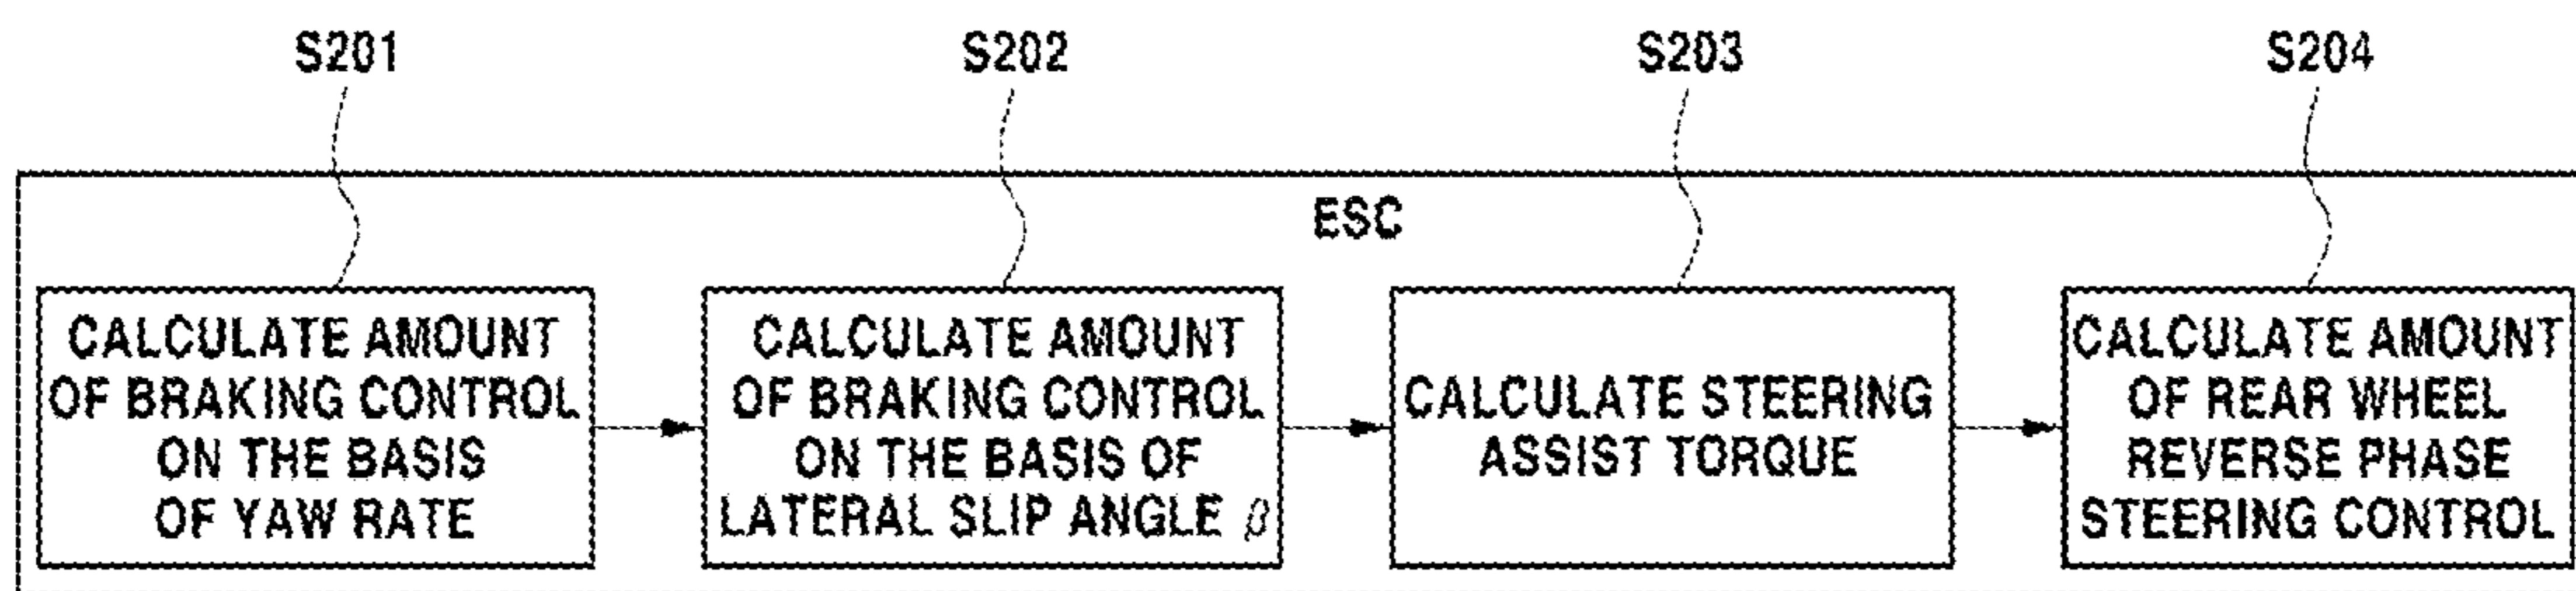 S201
S202
S203
S204
ESC
CALCULATE AMOUNT
OF BRAKING CONTROL
ON THE BASIS
OF YAW RATE
CALCULATE AMOUNT
OF BRAKING CONTROL
ON THE BASIS OF
LATERAL SLIP ANGLE β
CALCULATE STEERING
ASSIST TORQUE
CALCULATE AMOUNT
OF REAR WHEEL
REVERSE PHASE
STEERING CONTROL